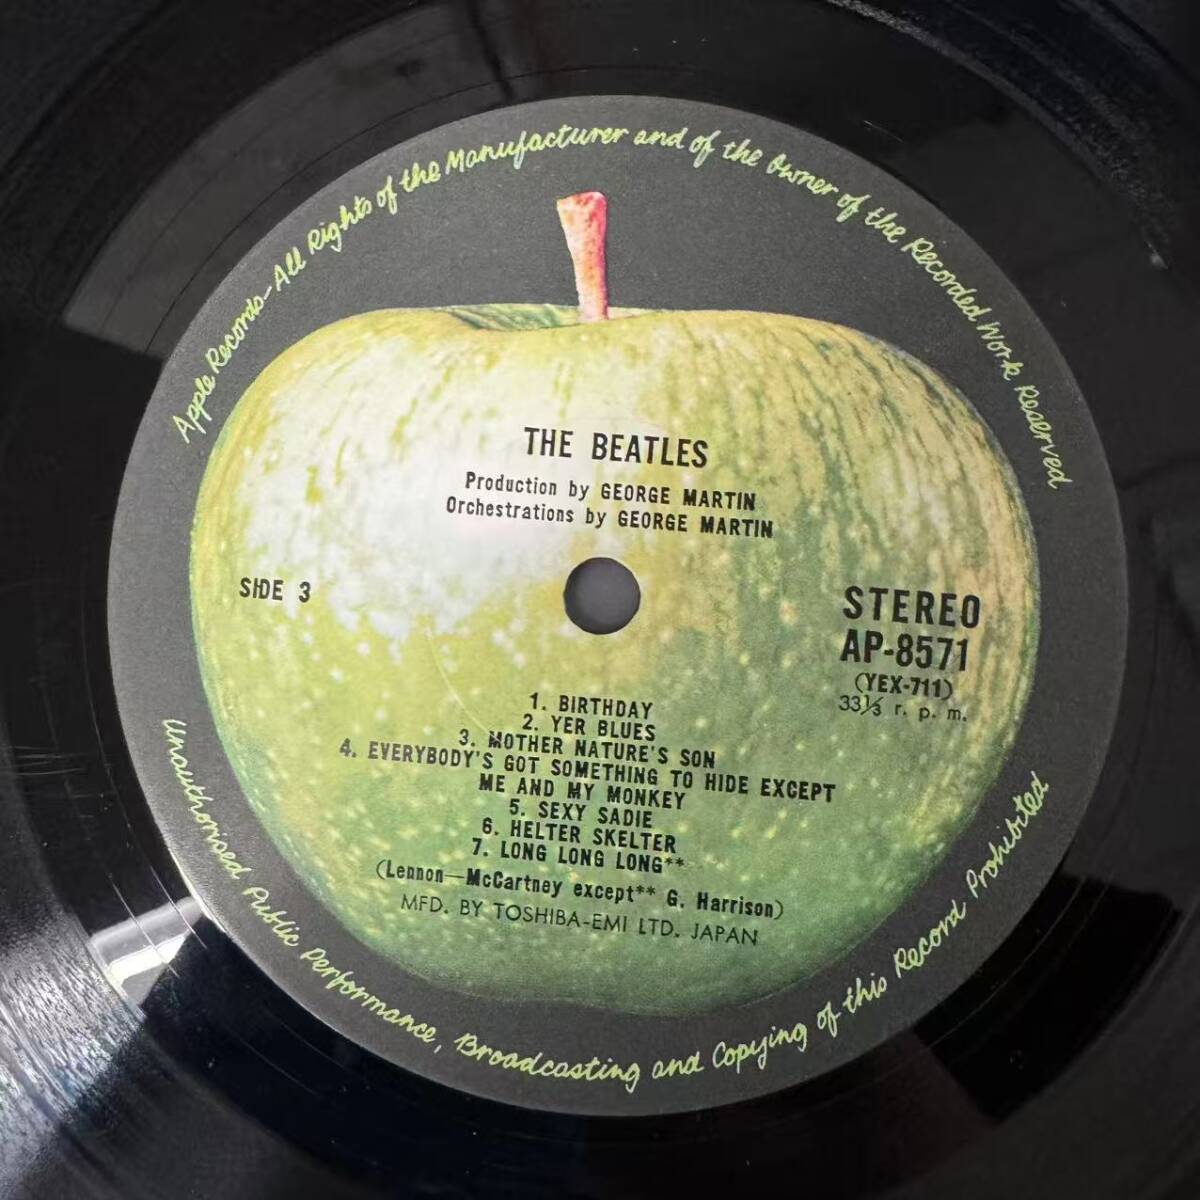 Apple Records-All Rights of the Manufacturer and of the Owner of the Recorded Work Reserved
THE BEATLES
Production by GEORGE MARTIN
Orchestrations by GEORGE MARTIN
SIDE 3
STEREO
AP-8571
(YEX-711)
33⅓ r. p. m.
1. BIRTHDAY
2. YER BLUES
3. MOTHER NATURE'S SON
4. EVERYBODY'S GOT SOMETHING TO HIDE EXCEPT
ME AND MY MONKEY
5. SEXY SADIE
6. HELTER SKELTER
7. LONG LONG LONG**
(Lennon—McCartney except** G. Harrison)
MFD. BY TOSHIBA-EMI LTD. JAPAN
Unauthorised Public Performance, Broadcasting and Copying of this Record Prohibited